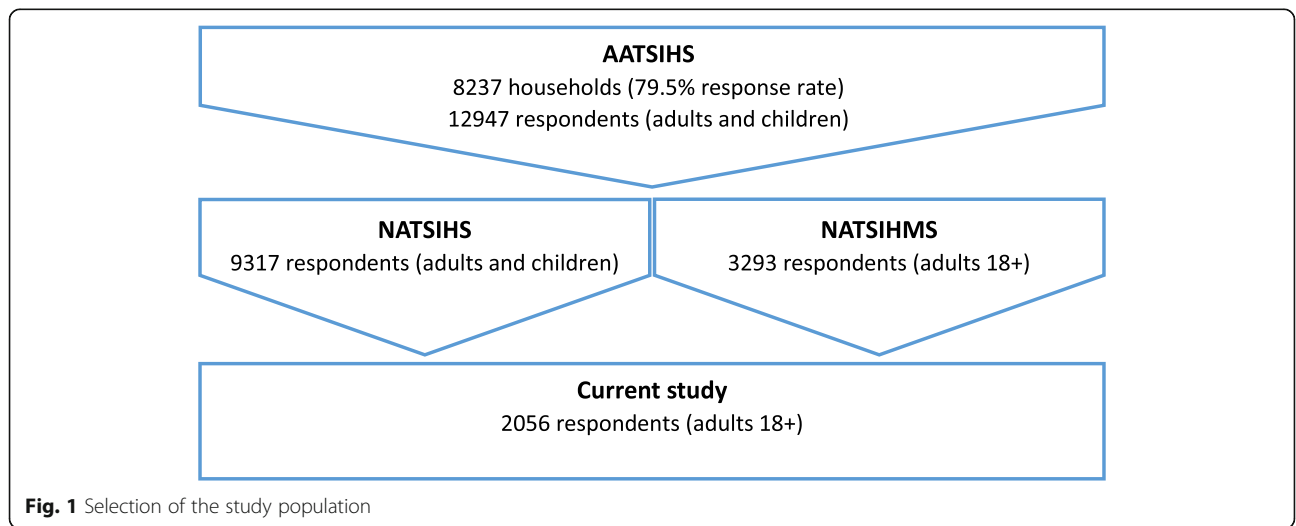 AATSIHS
8237 households (79.5% response rate)
12947 respondents (adults and children)
NATSIHS
9317 respondents (adults and children)
NATSIHMS
3293 respondents (adults 18+)
Current study
2056 respondents (adults 18+)
Fig. 1 Selection of the study population